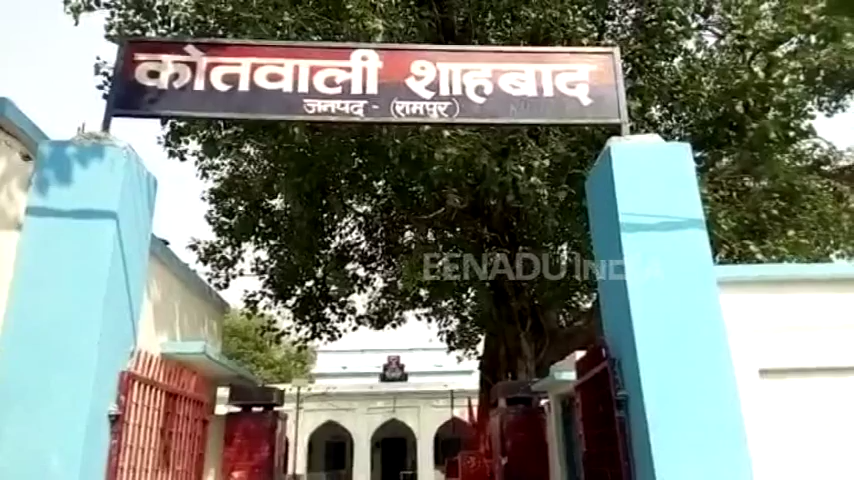 कोतवाली शाहबाद
जनपद - (रामपुर)
EENADU INDIA